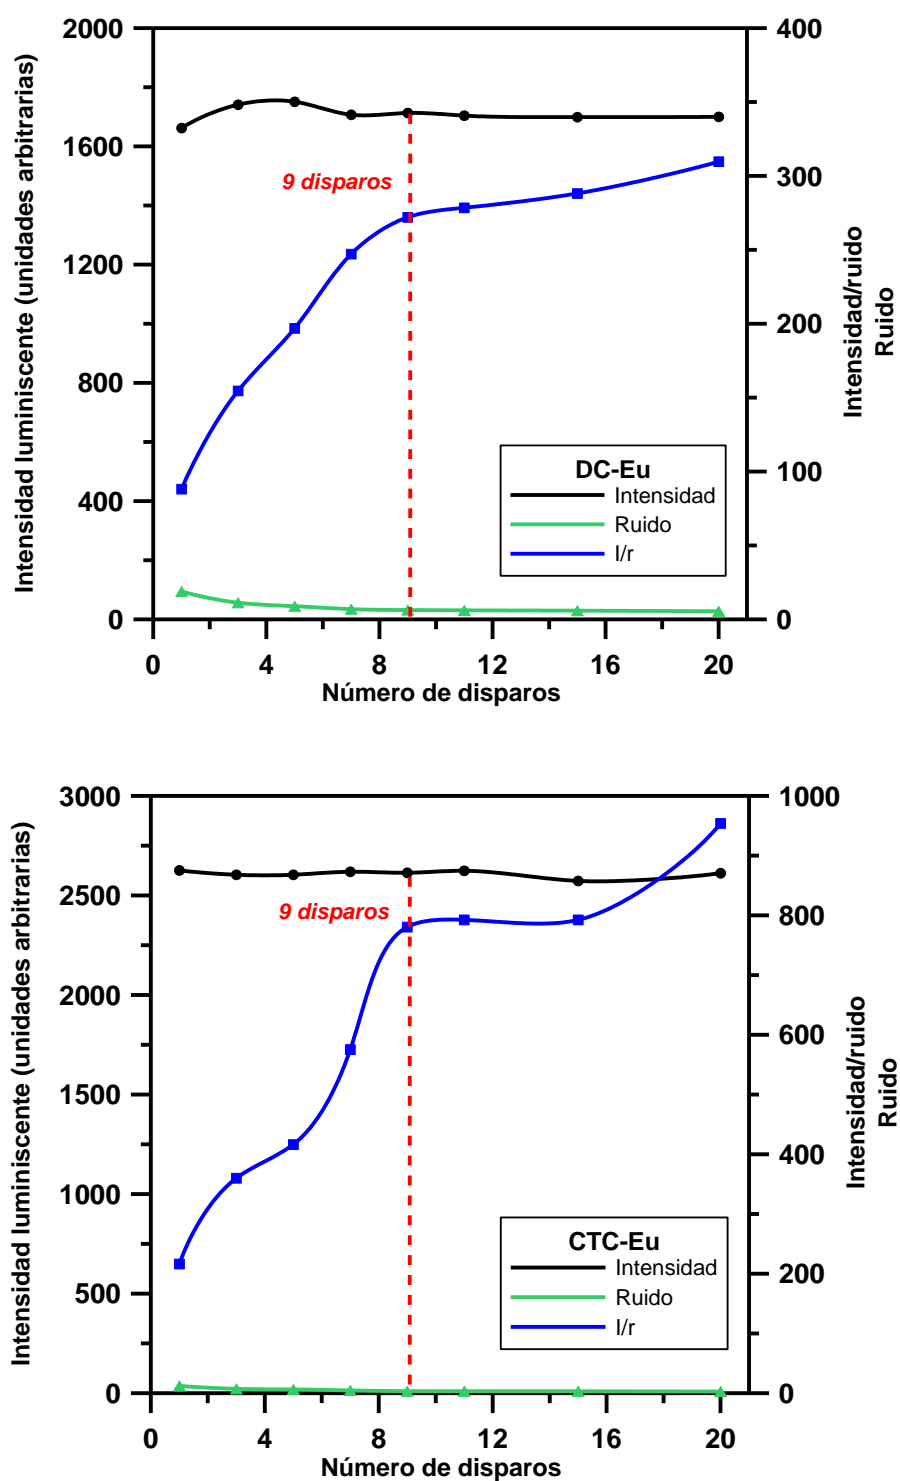 2000
1600
1200
800
400
0
400
300
200
100
0
0 4 8 12 16 20
Intensidad luminiscente (unidades arbitrarias)
Intensidad/ruido
Ruido
Número de disparos
9 disparos
DC-Eu
Intensidad
Ruido
I/r
3000
2500
2000
1500
1000
500
0
1000
800
600
400
200
0
0 4 8 12 16 20
Intensidad luminiscente (unidades arbitrarias)
Intensidad/ruido
Ruido
Número de disparos
9 disparos
CTC-Eu
Intensidad
Ruido
I/r